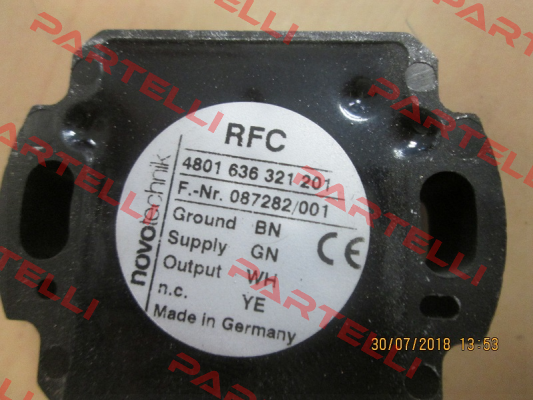 novotechnik
RFC
4801 636 321 201
F.-Nr. 087282/001
Ground BN
Supply GN
Output WH
n.c. YE
CE
Made in Germany
30/07/2018 13:53
PARTELLI
PARTELLI
PARTELLI
PARTELLI
PARTELLI